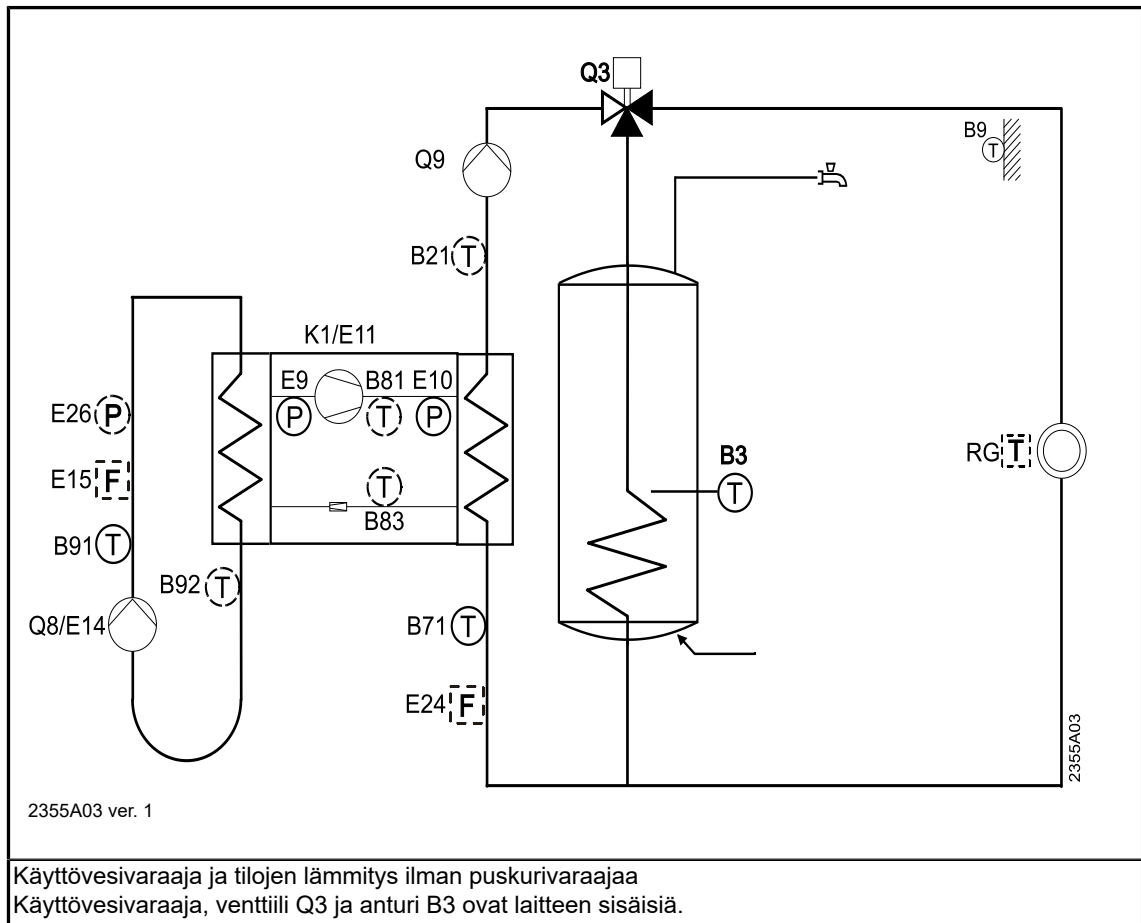 Q3
B9
T
Q9
B21 T
K1/E11
E9 B81 E10
P T P
E26 P
E15 F
T
B83
B3
T
RG T
B91 T
B92 T
Q8/E14
B71 T
E24 F
2355A03
2355A03 ver. 1
Käyttövesivaraaja ja tilojen lämmitys ilman puskurivaraajaa
Käyttövesivaraaja, venttiili Q3 ja anturi B3 ovat laitteen sisäisiä.